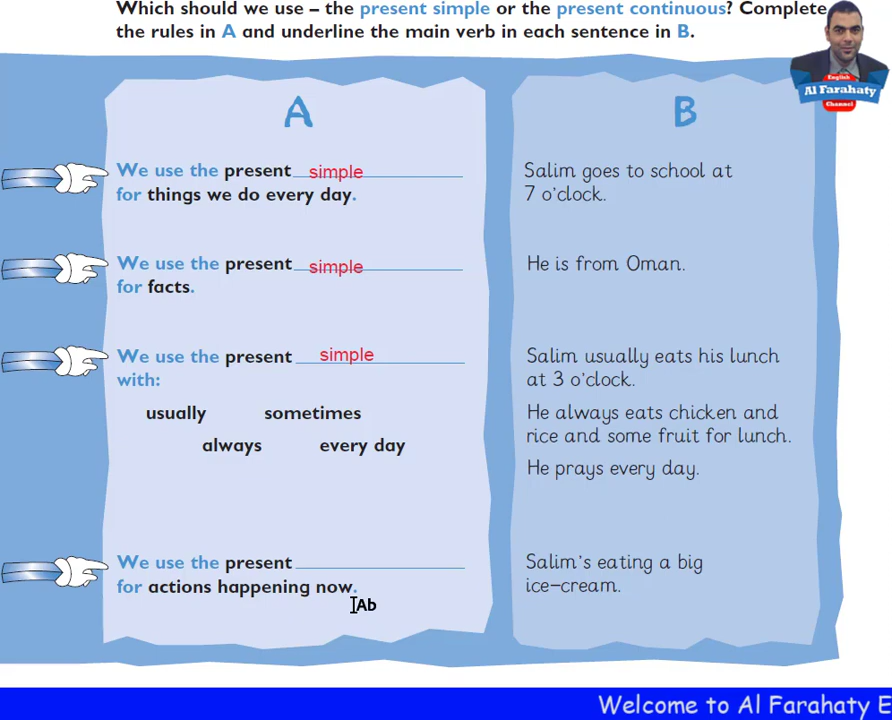 Which should we use – the present simple or the present continuous? Complete
the rules in A and underline the main verb in each sentence in B.
English
Al Farahaty
Channel
A
We use the present simple
for things we do every day.
We use the present simple
for facts.
We use the present simple
with:
usually sometimes
always every day
We use the present
for actions happening now.
Ab
B
Salim goes to school at
7 o'clock.
He is from Oman.
Salim usually eats his lunch
at 3 o'clock.
He always eats chicken and
rice and some fruit for lunch.
He prays every day.
Salim's eating a big
ice-cream.
Welcome to Al Farahaty E